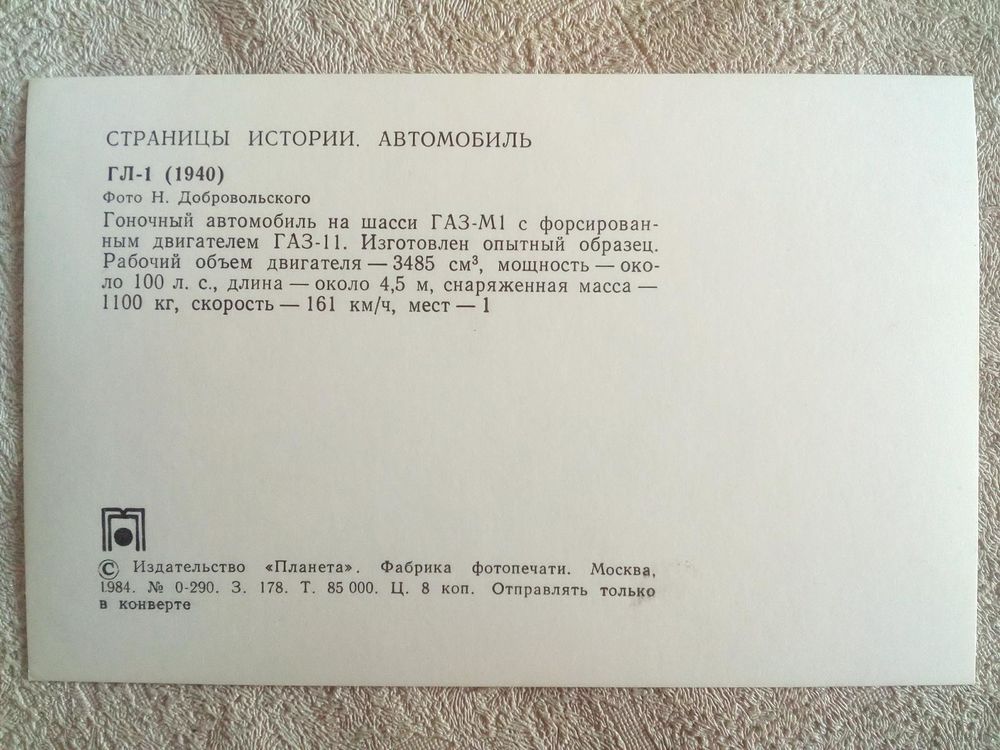 СТРАНИЦЫ ИСТОРИИ. АВТОМОБИЛЬ
ГЛ-1 (1940)
Фото Н. Добровольского
Гоночный автомобиль на шасси ГАЗ-М1 с форсирован-
ным двигателем ГАЗ-11. Изготовлен опытный образец.
Рабочий объем двигателя — 3485 см³, мощность — око-
ло 100 л. с., длина — около 4,5 м, снаряженная масса —
1100 кг, скорость — 161 км/ч, мест — 1
© Издательство «Планета». Фабрика фотопечати. Москва,
1984. № 0-290. З. 178. Т. 85 000. Ц. 8 коп. Отправлять только
в конверте